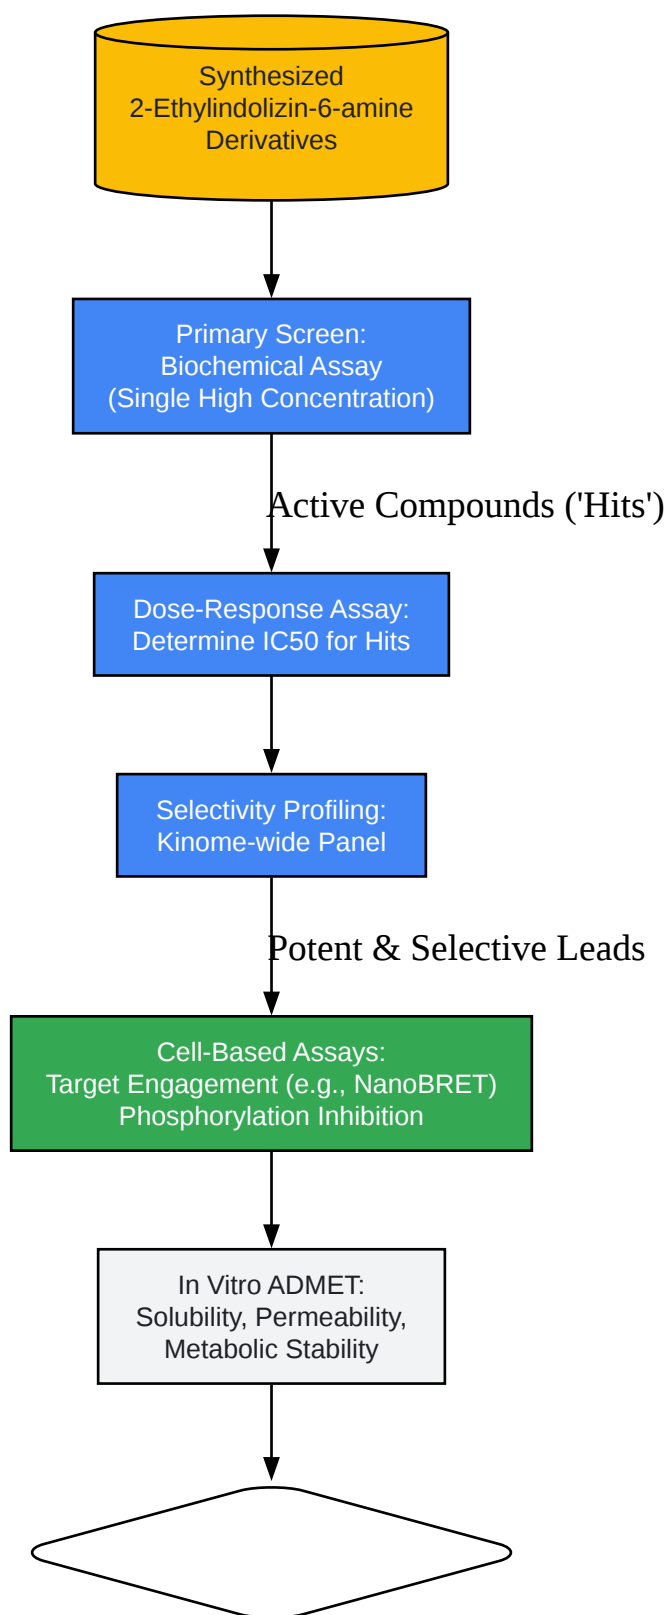 Synthesized
2-Ethylindolizin-6-amine
Derivatives
Primary Screen:
Biochemical Assay
(Single High Concentration)
Active Compounds ('Hits')
Dose-Response Assay:
Determine IC50 for Hits
Selectivity Profiling:
Kinome-wide Panel
Potent & Selective Leads
Cell-Based Assays:
Target Engagement (e.g., NanoBRET)
Phosphorylation Inhibition
In Vitro ADMET:
Solubility, Permeability,
Metabolic Stability